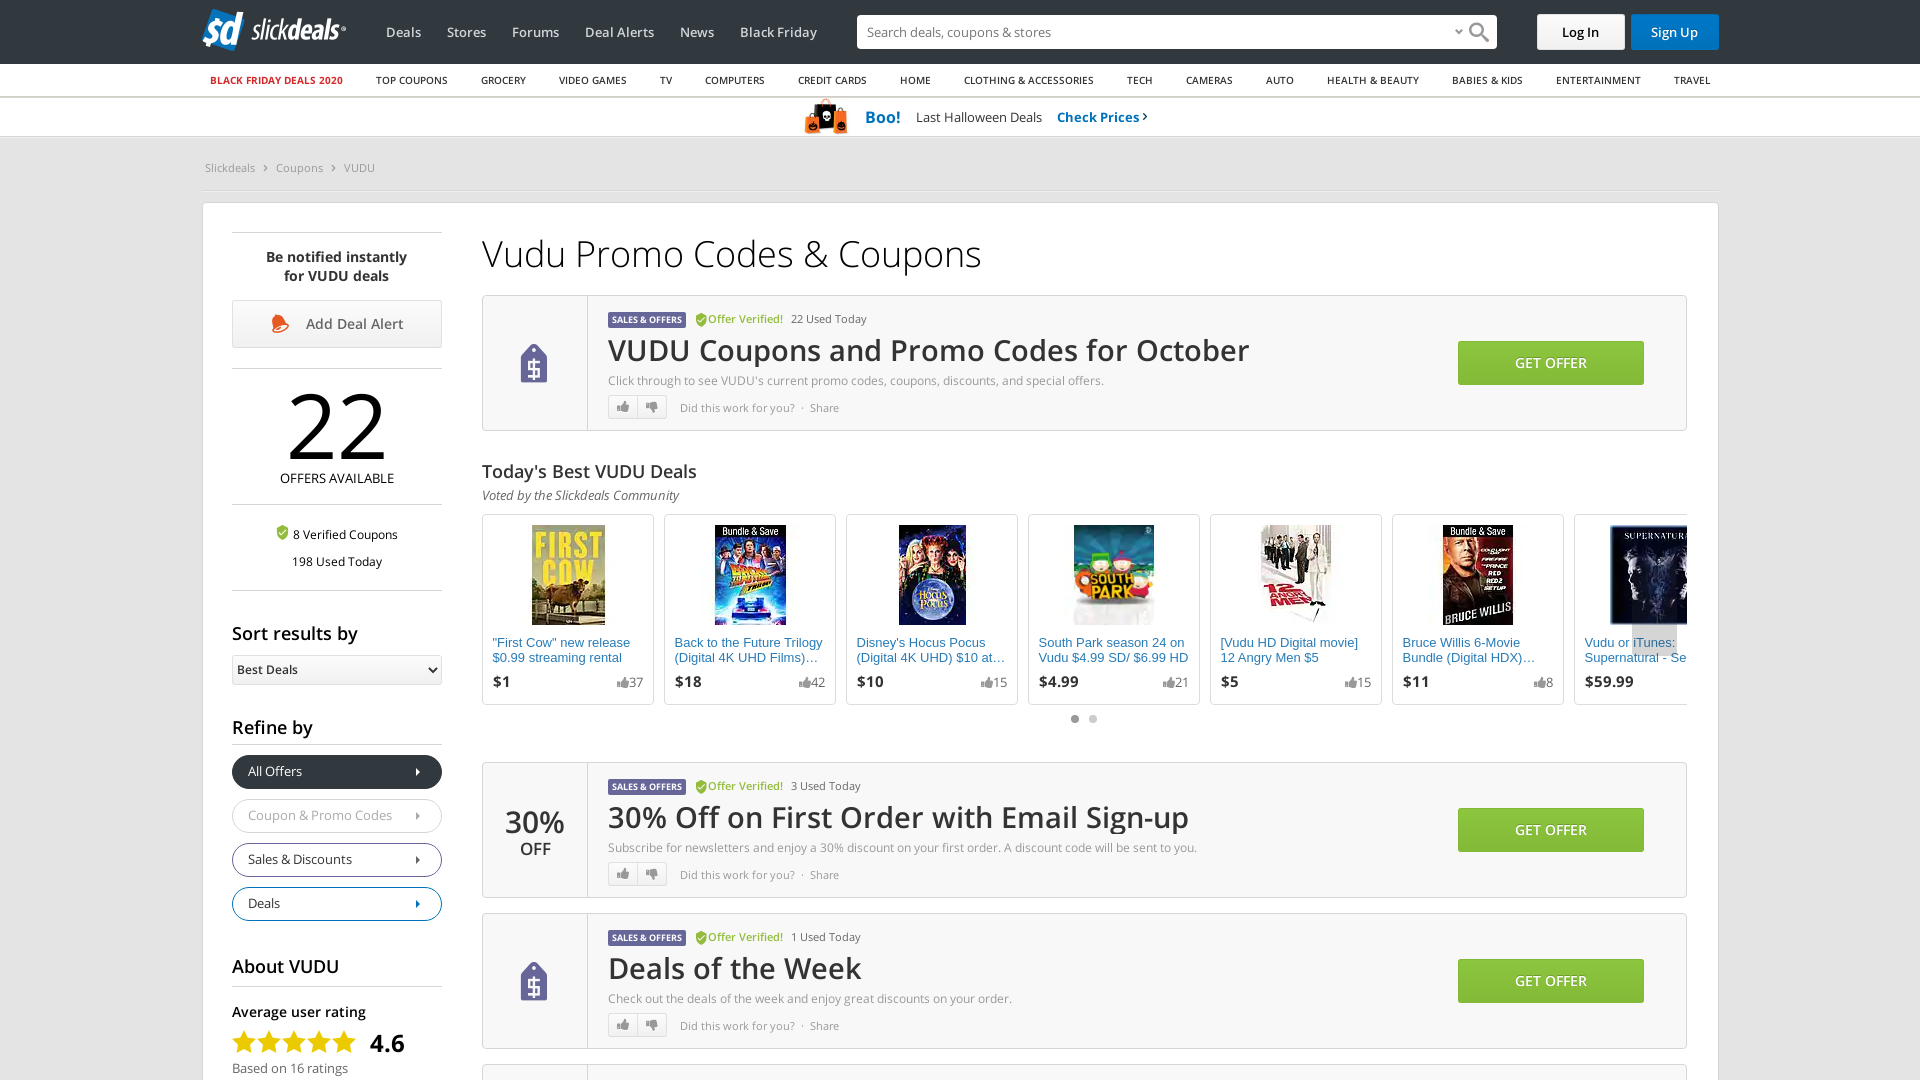 slickdeals
Deals
Stores
Forums
Deal Alerts
News
Black Friday
Search deals, coupons & stores
Log In
Sign Up
BLACK FRIDAY DEALS 2020
TOP COUPONS
GROCERY
VIDEO GAMES
TV
COMPUTERS
CREDIT CARDS
HOME
CLOTHING & ACCESSORIES
TECH
CAMERAS
AUTO
HEALTH & BEAUTY
BABIES & KIDS
ENTERTAINMENT
TRAVEL
Boo! Last Halloween Deals Check Prices
Slickdeals > Coupons > VUDU
Be notified instantly
for VUDU deals
Add Deal Alert
22
OFFERS AVAILABLE
8 Verified Coupons
198 Used Today
Sort results by
Best Deals
Refine by
All Offers
Coupon & Promo Codes
Sales & Discounts
Deals
About VUDU
Average user rating
4.6
Based on 16 ratings
Vudu Promo Codes & Coupons
SALES & OFFERS Offer Verified! 22 Used Today
VUDU Coupons and Promo Codes for October
Click through to see VUDU's current promo codes, coupons, discounts, and special offers.
Did this work for you? · Share
GET OFFER
Today's Best VUDU Deals
Voted by the Slickdeals Community
FIRST
COW
"First Cow" new release
$0.99 streaming rental
$1
37
Bundle & Save
Back to the Future Trilogy
(Digital 4K UHD Films)…
$18
42
Hocus
Pocus
Disney's Hocus Pocus
(Digital 4K UHD) $10 at…
$10
15
SOUTH
PARK
South Park season 24 on
Vudu $4.99 SD/ $6.99 HD
$4.99
21
12
ANGRY
MEN
[Vudu HD Digital movie]
12 Angry Men $5
$5
15
Bundle & Save
RED
RED2
SETUP
BRUCE WILLIS
Bruce Willis 6-Movie
Bundle (Digital HDX)…
$11
8
SUPERNATURA
Vudu or iTunes:
Supernatural - Se
$59.99
30%
OFF
SALES & OFFERS Offer Verified! 3 Used Today
30% Off on First Order with Email Sign-up
Subscribe for newsletters and enjoy a 30% discount on your first order. A discount code will be sent to you.
Did this work for you? · Share
GET OFFER
SALES & OFFERS Offer Verified! 1 Used Today
Deals of the Week
Check out the deals of the week and enjoy great discounts on your order.
Did this work for you? · Share
GET OFFER